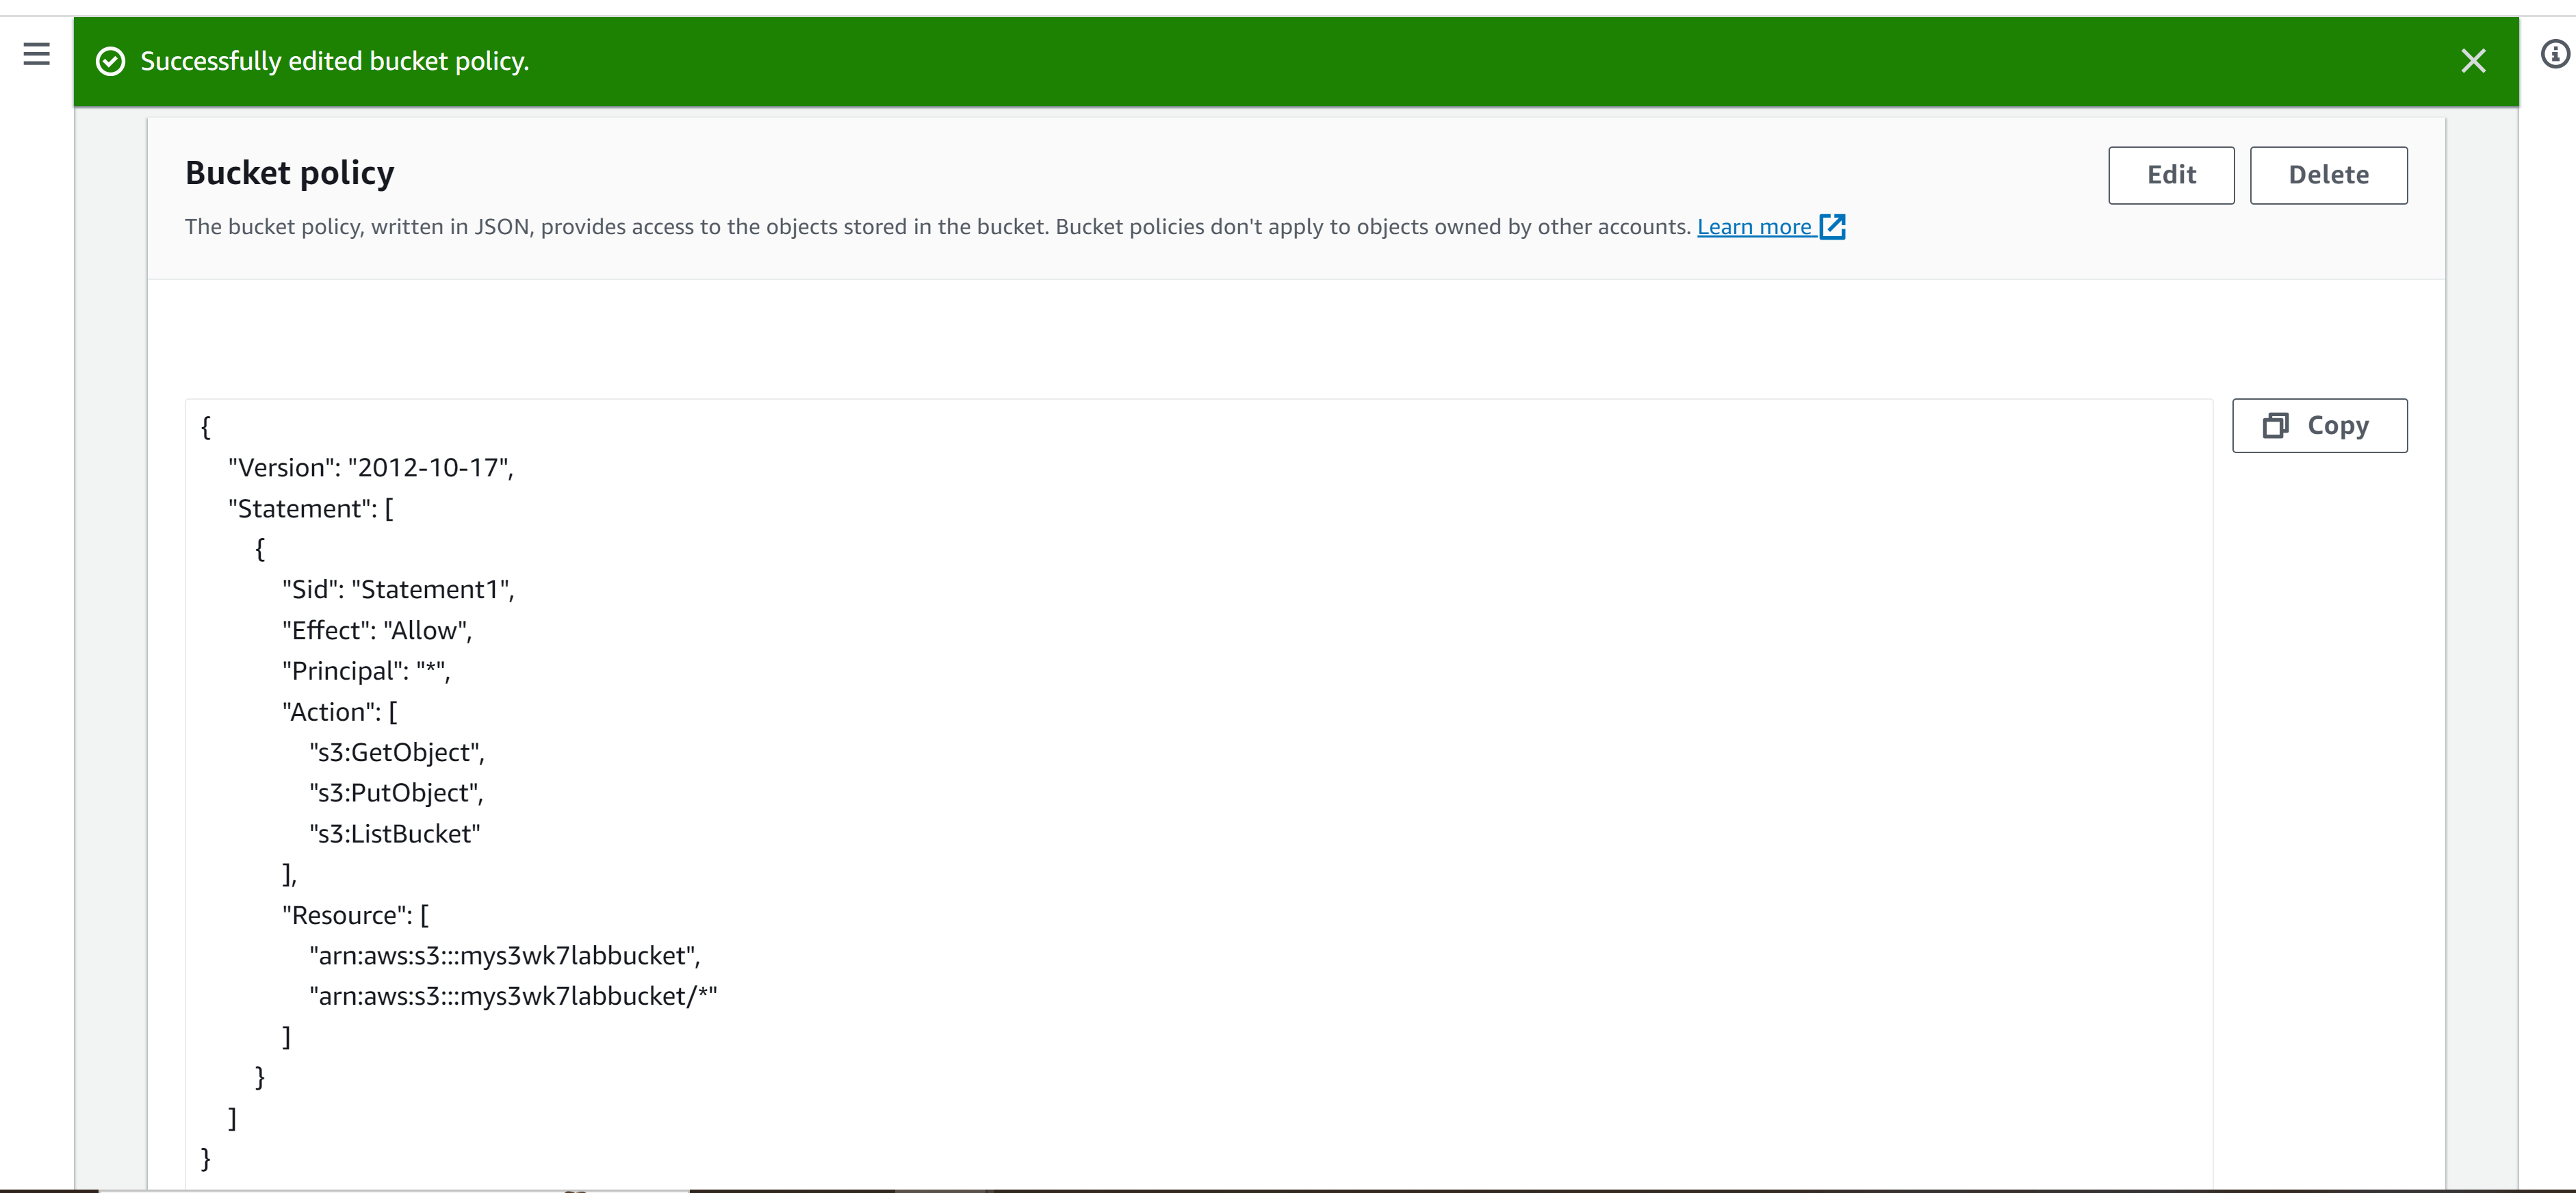 Successfully edited bucket policy.
Bucket policy
Edit
Delete
The bucket policy, written in JSON, provides access to the objects stored in the bucket. Bucket policies don't apply to objects owned by other accounts. Learn more
Copy
{
"Version": "2012-10-17",
"Statement": [
{
"Sid": "Statement1",
"Effect": "Allow",
"Principal": "*",
"Action": [
"s3:GetObject",
"s3:PutObject",
"s3:ListBucket"
],
"Resource": [
"arn:aws:s3:::mys3wk7labbucket",
"arn:aws:s3:::mys3wk7labbucket/*"
]
}
]
}